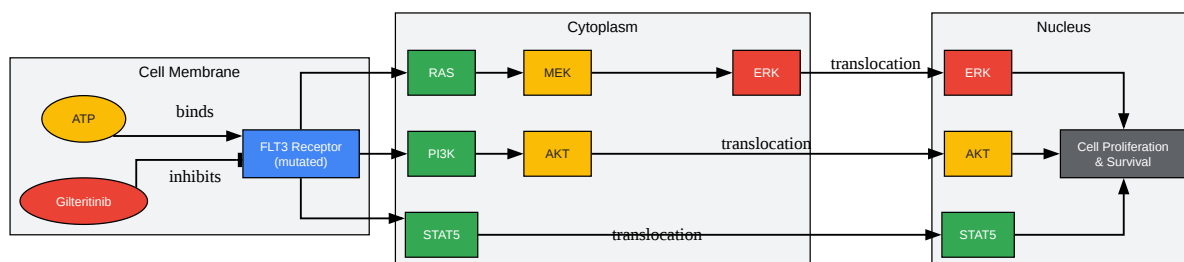 Cell Membrane
ATP
binds
FLT3 Receptor
(mutated)
inhibits
Gilteritinib
Cytoplasm
RAS
MEK
ERK
translocation
PI3K
AKT
translocation
STAT5
translocation
Nucleus
ERK
AKT
Cell Proliferation
& Survival
STAT5